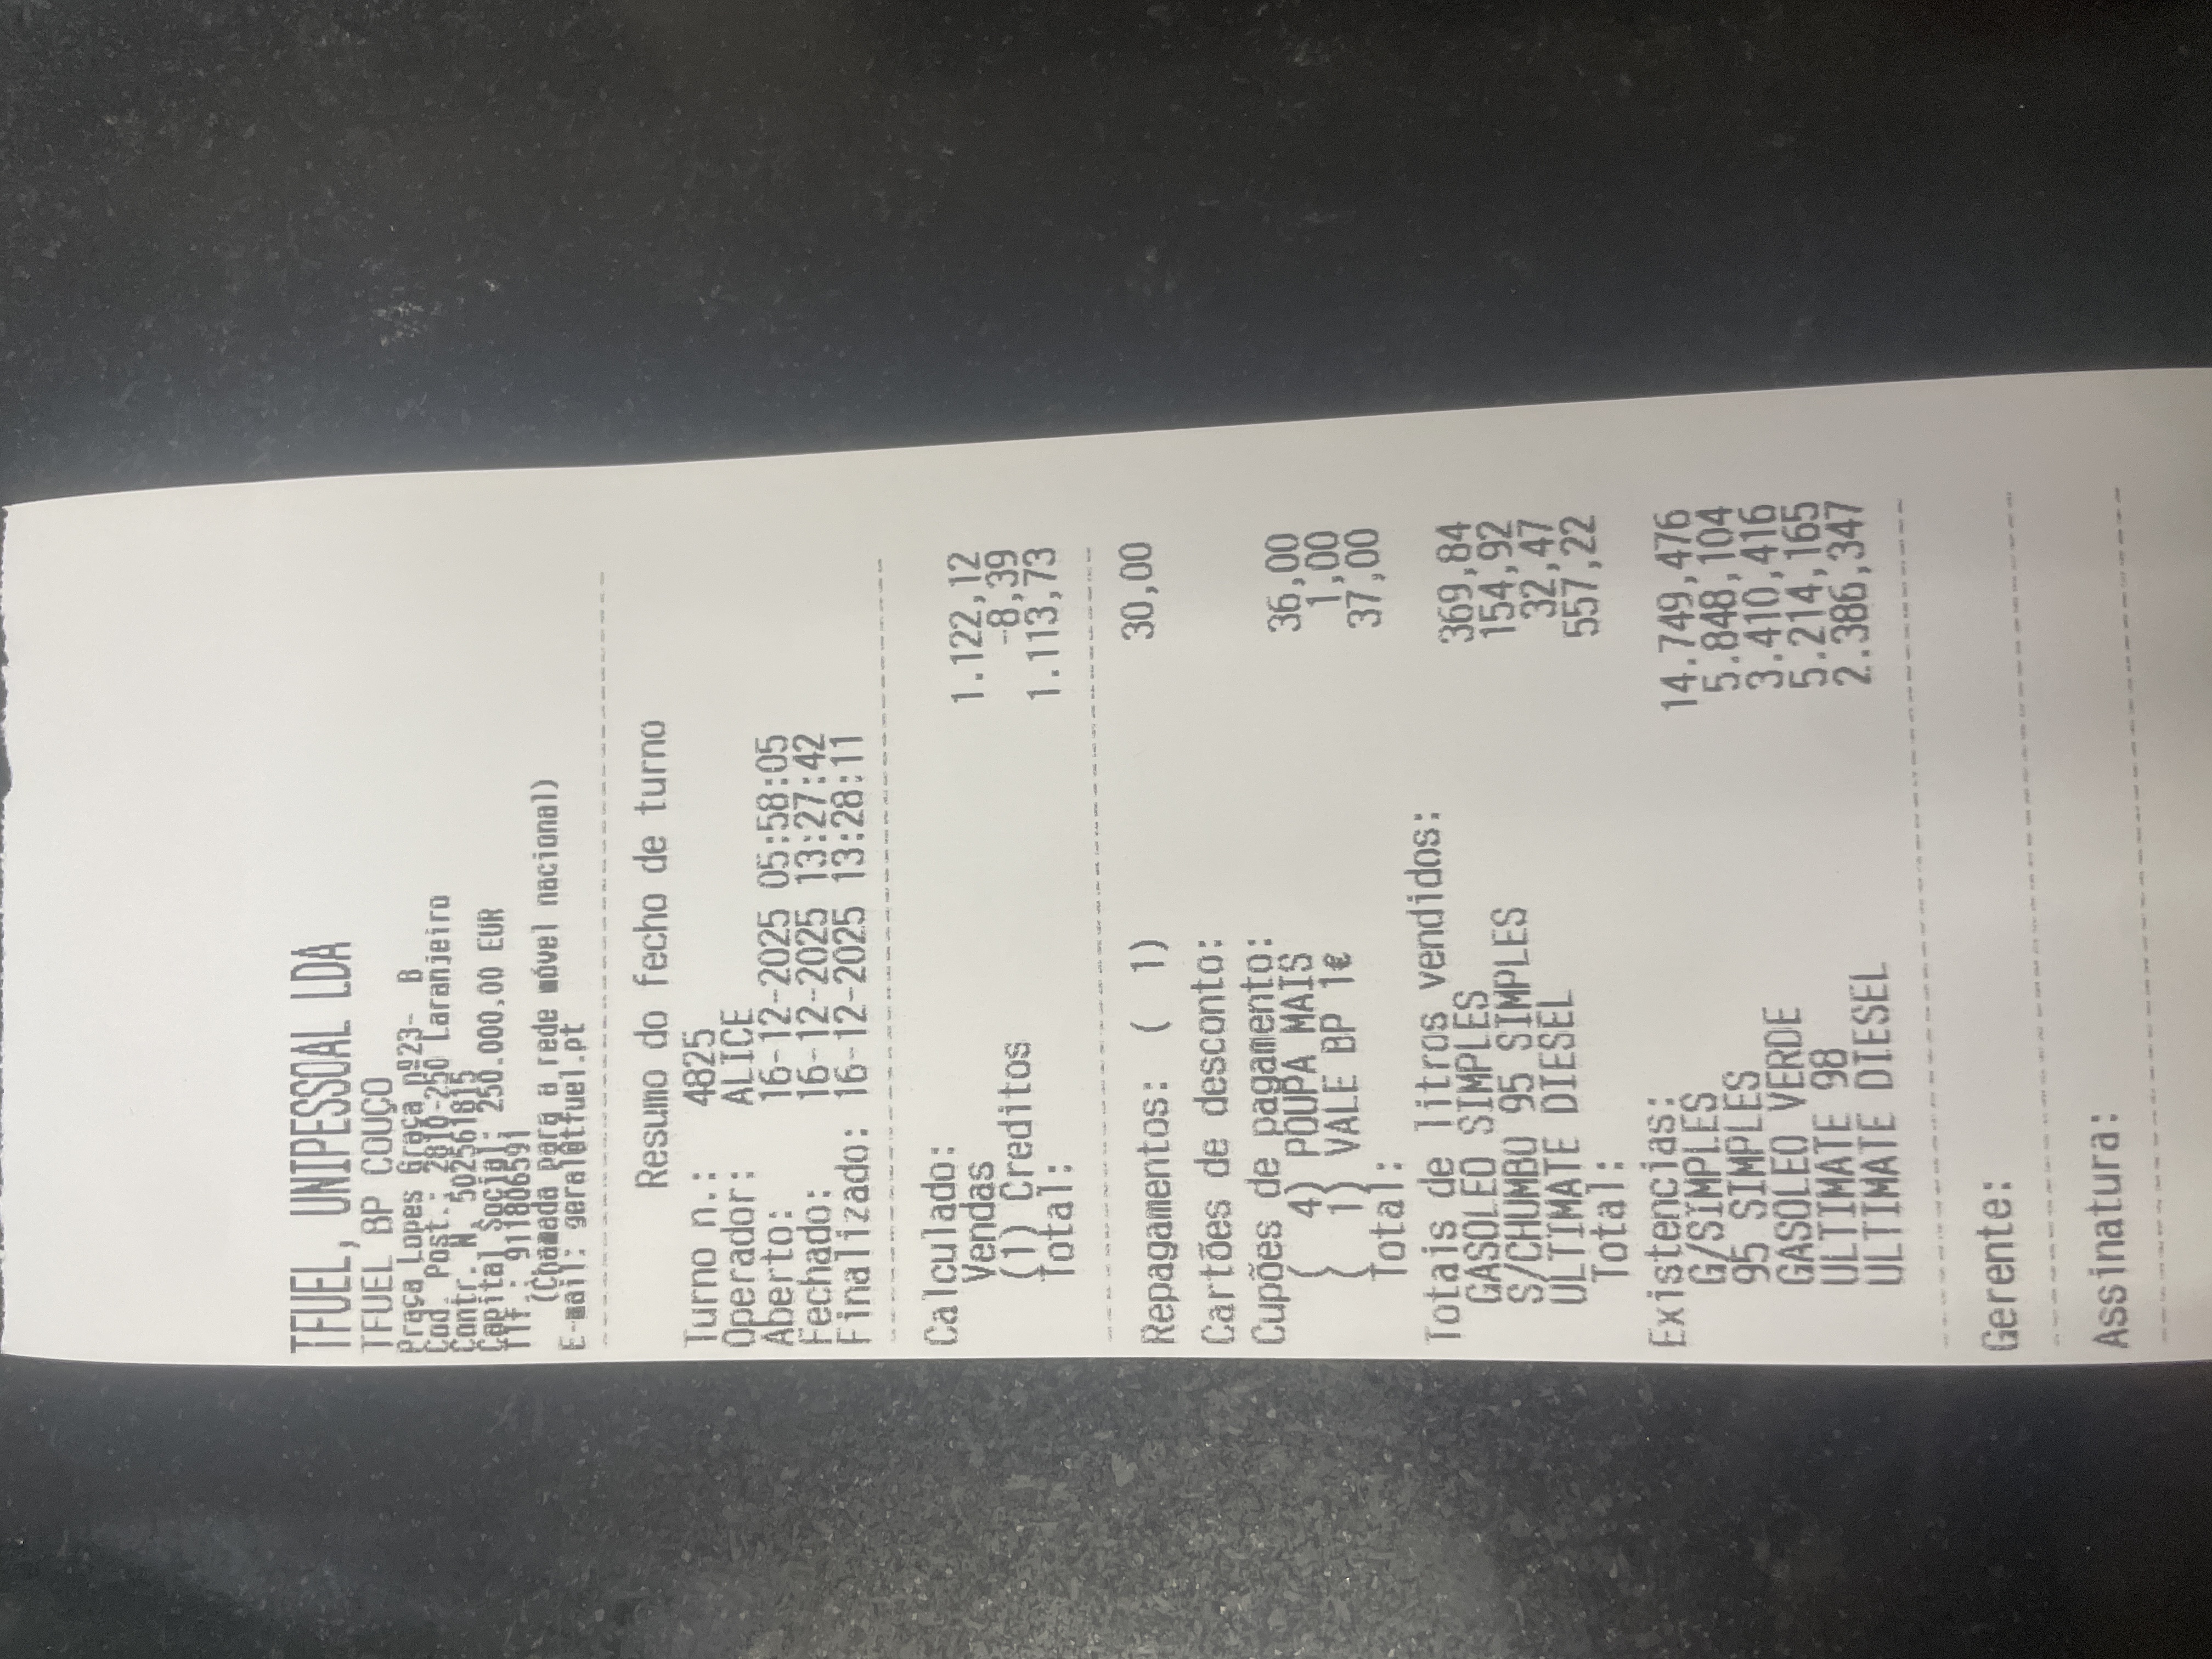 TFUEL, UNIPESSOAL LDA
TFUEL BP COUÇO
Praça Lopes Graça nº23- B
Cod. Post.: 2810-250 Laranjeiro
Contr. N. 502561815
Capital Social: 250.000,00 EUR
Tlf: 911806591
(Chamada para a rede móvel nacional)
E-mail: geral@tfuel.pt
Resumo do fecho de turno
Turno n.: 4825
Operador: ALICE
Aberto: 16-12-2025 05:58:05
Fechado: 16-12-2025 13:27:42
Finalizado: 16-12-2025 13:28:11
Calculado:
Vendas 1.122,12
(1) Creditos -8,39
Total: 1.113,73
Repagamentos: ( 1) 30,00
Cartões de desconto:
Cupões de pagamento:
( 4) POUPA MAIS 36,00
( 1) VALE BP 1€ 1,00
Total: 37,00
Totais de litros vendidos:
GASOLEO SIMPLES 369,84
S/CHUMBO 95 SIMPLES 154,92
ULTIMATE DIESEL 32,47
Total: 557,22
Existencias:
G/SIMPLES 14.749,476
95 SIMPLES 5.848,104
GASOLEO VERDE 3.410,416
ULTIMATE 98 5.214,165
ULTIMATE DIESEL 2.386,347
Gerente:
Assinatura: